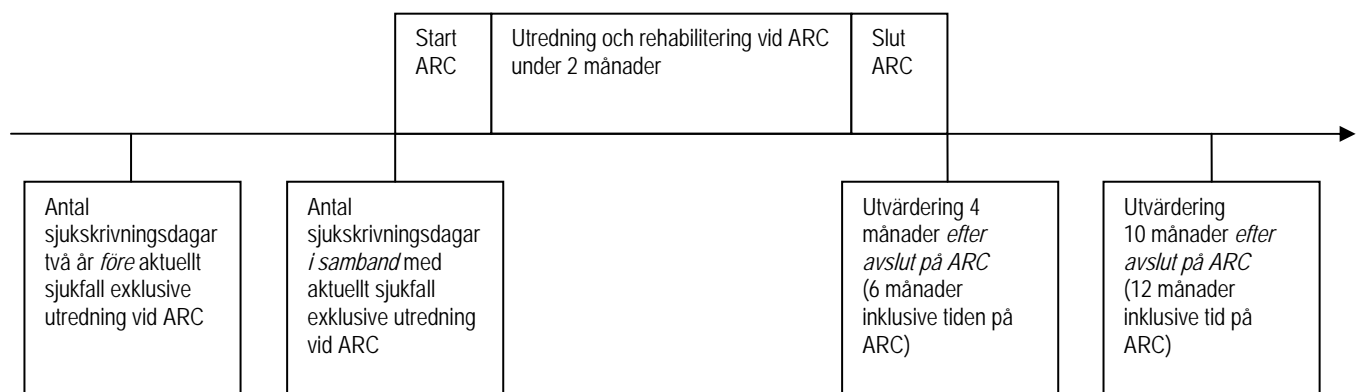 Start
ARC
Utredning och rehabilitering vid ARC
under 2 månader
Slut
ARC
Antal
sjukskrivningsdagar
två år före aktuellt
sjukfall exklusive
utredning vid ARC
Antal
sjukskrivningsdagar
i samband med
aktuellt sjukfall
exklusive utredning
vid ARC
Utvärdering 4
månader efter
avslut på ARC
(6 månader
inklusive tiden på
ARC)
Utvärdering
10 månader efter
avslut på ARC
(12 månader
inklusive tid på
ARC)